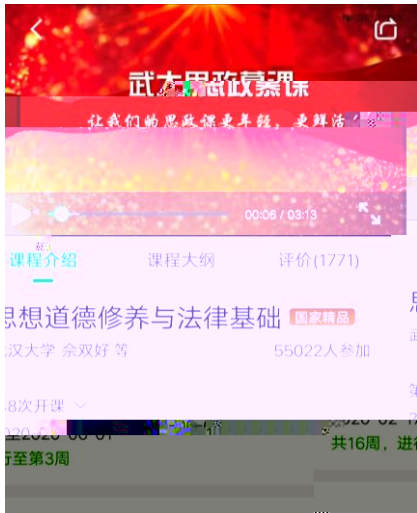 武大思政慕课
让我们的思政课更年轻，更鲜活
00:06 / 03:13
课程介绍
课程大纲
评价(1771)
思想道德修养与法律基础 国家精品
汉大学 佘双好 等
55022人参加
8次开课
共16周，进行
行至第3周